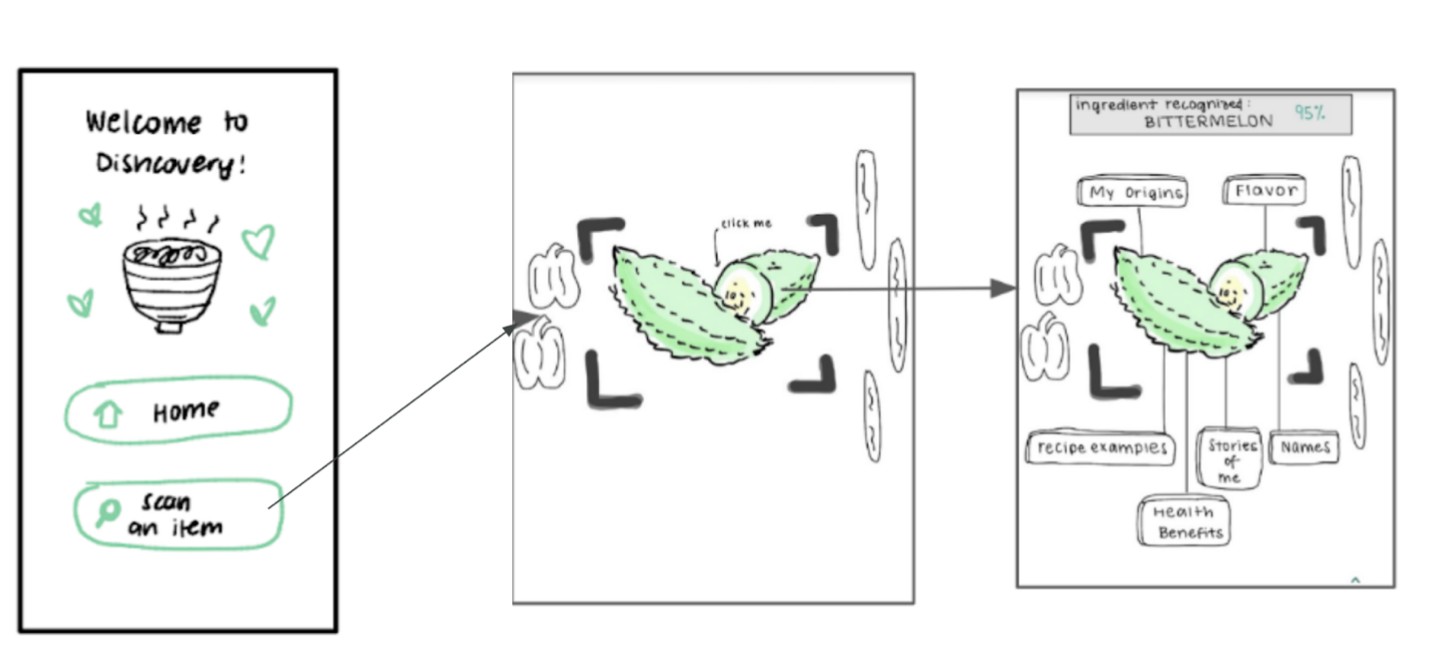 Welcome to
Dishcovery!
Home
scan
an item
click me
ingredient recognized:
BITTERMELON
95%
My Origins
Flavor
recipe examples
Stories
of
me
Names
Health
Benefits